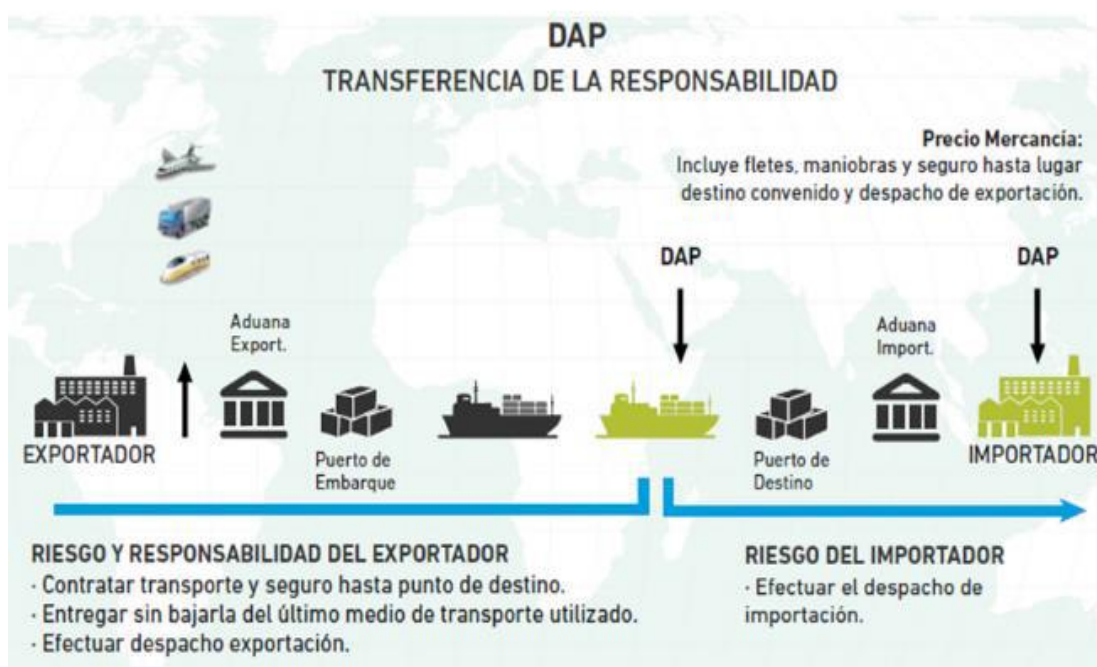 DAP
TRANSFERENCIA DE LA RESPONSABILIDAD
Precio Mercancía:
Incluye fletes, maniobras y seguro hasta lugar
destino convenido y despacho de exportación.
DAP
DAP
Aduana
Export.
Aduana
Import.
EXPORTADOR
Puerto de
Embarque
Puerto de
Destino
IMPORTADOR
RIESGO Y RESPONSABILIDAD DEL EXPORTADOR
· Contratar transporte y seguro hasta punto de destino.
· Entregar sin bajarla del último medio de transporte utilizado.
· Efectuar despacho exportación.
RIESGO DEL IMPORTADOR
· Efectuar el despacho de
importación.